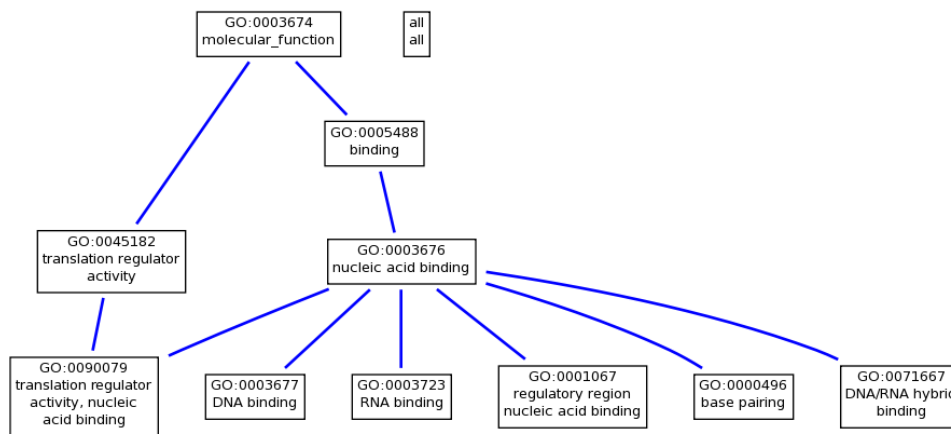 GO:0003674
molecular_function
all
all
GO:0005488
binding
GO:0045182
translation regulator
activity
GO:0003676
nucleic acid binding
GO:0090079
translation regulator
activity, nucleic
acid binding
GO:0003677
DNA binding
GO:0003723
RNA binding
GO:0001067
regulatory region
nucleic acid binding
GO:0000496
base pairing
GO:0071667
DNA/RNA hybric
binding